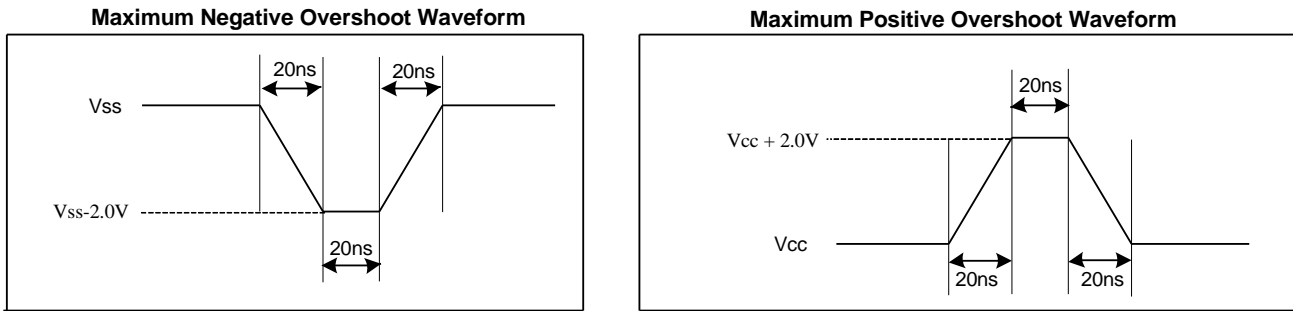 Maximum Negative Overshoot Waveform
20ns
20ns
Vss
Vss-2.0V
20ns
Maximum Positive Overshoot Waveform
20ns
Vcc + 2.0V
Vcc
20ns
20ns